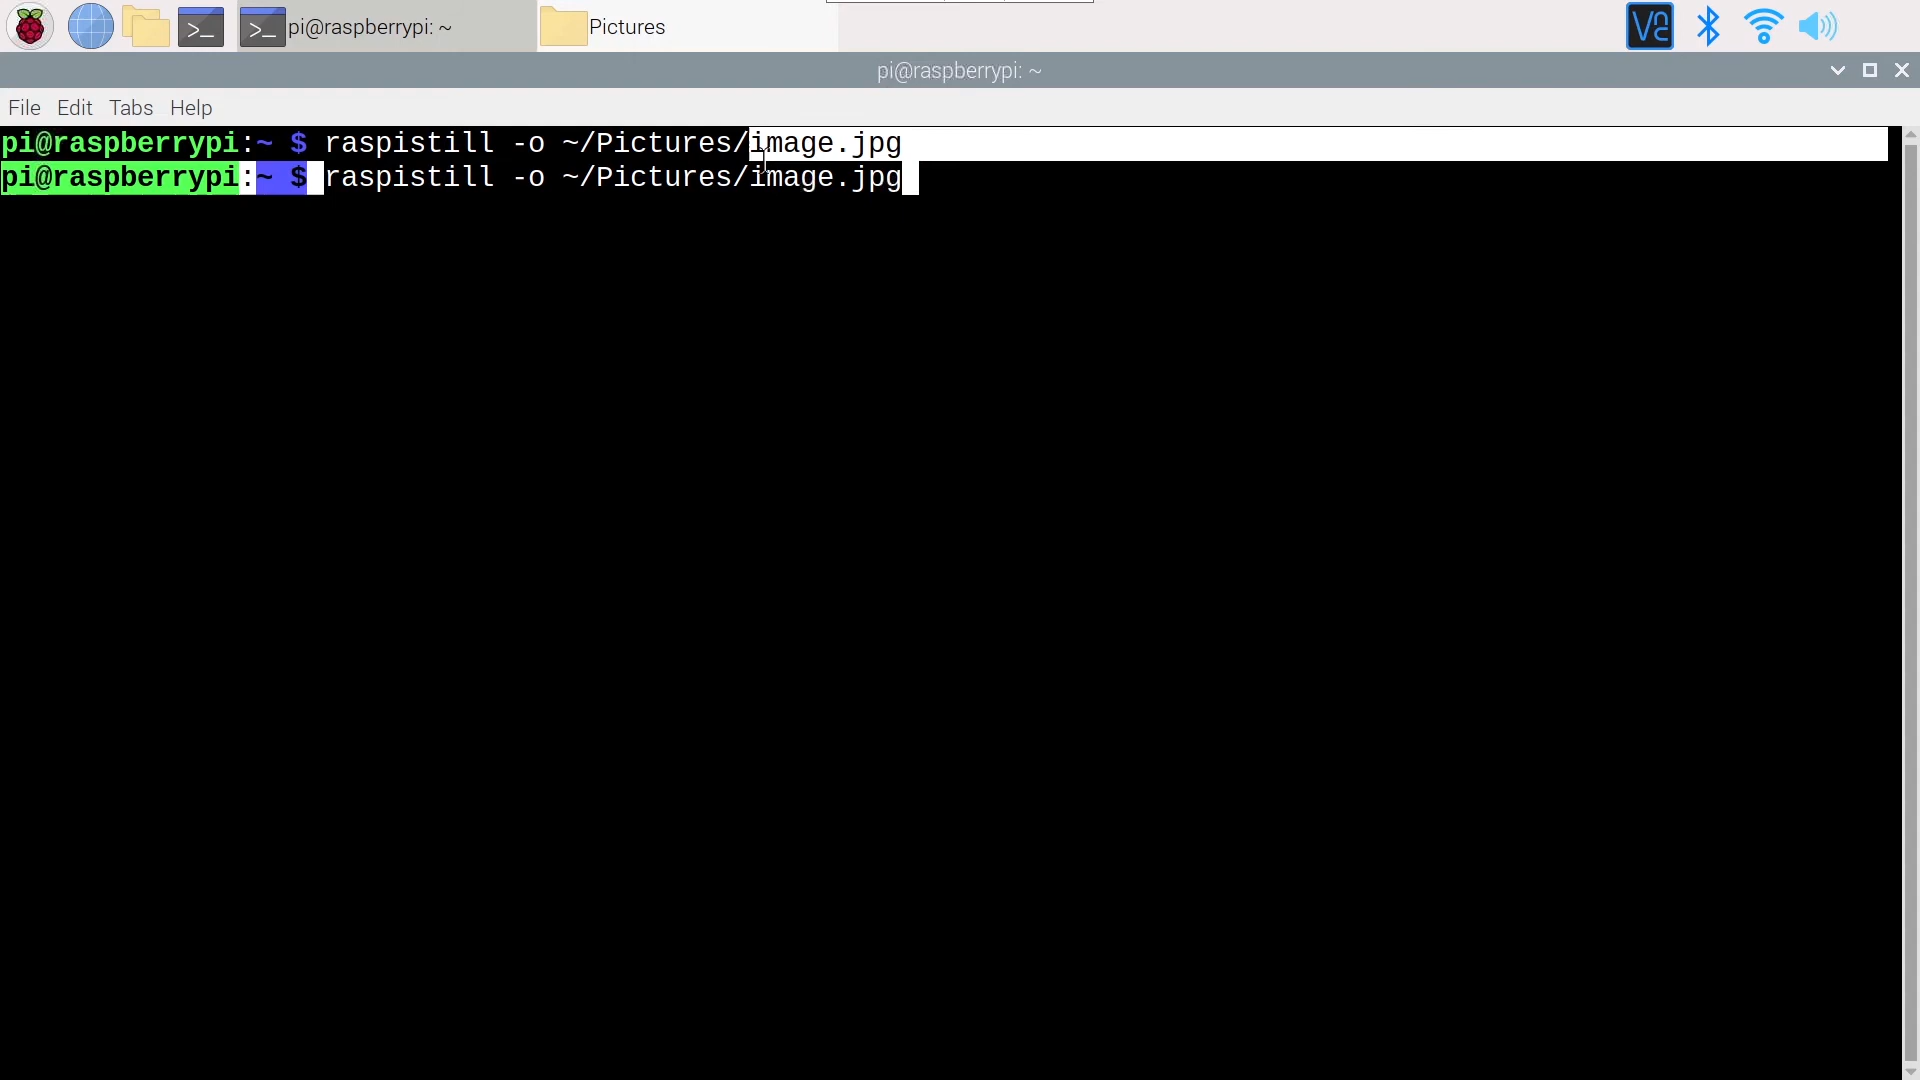 pi@raspberrypi: ~
Pictures
pi@raspberrypi: ~
File Edit Tabs Help
pi@raspberrypi:~ $ raspistill -o ~/Pictures/image.jpg
pi@raspberrypi:~ $ raspistill -o ~/Pictures/image.jpg